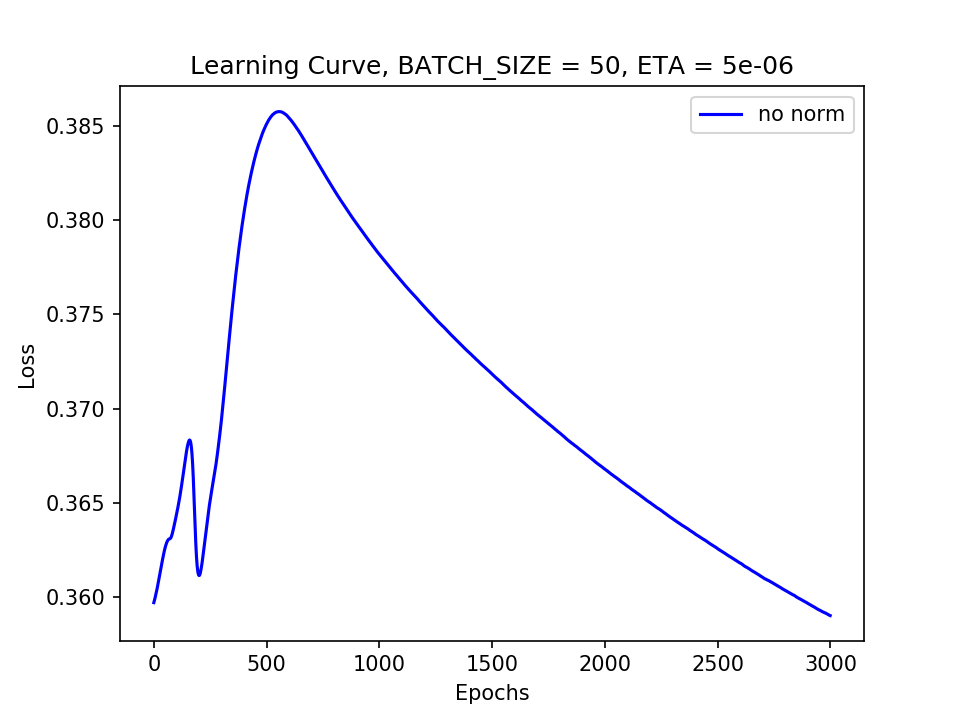 Learning Curve, BATCH_SIZE = 50, ETA = 5e-06
no norm
0.385
0.380
0.375
0.370
0.365
0.360
Loss
0 500 1000 1500 2000 2500 3000
Epochs